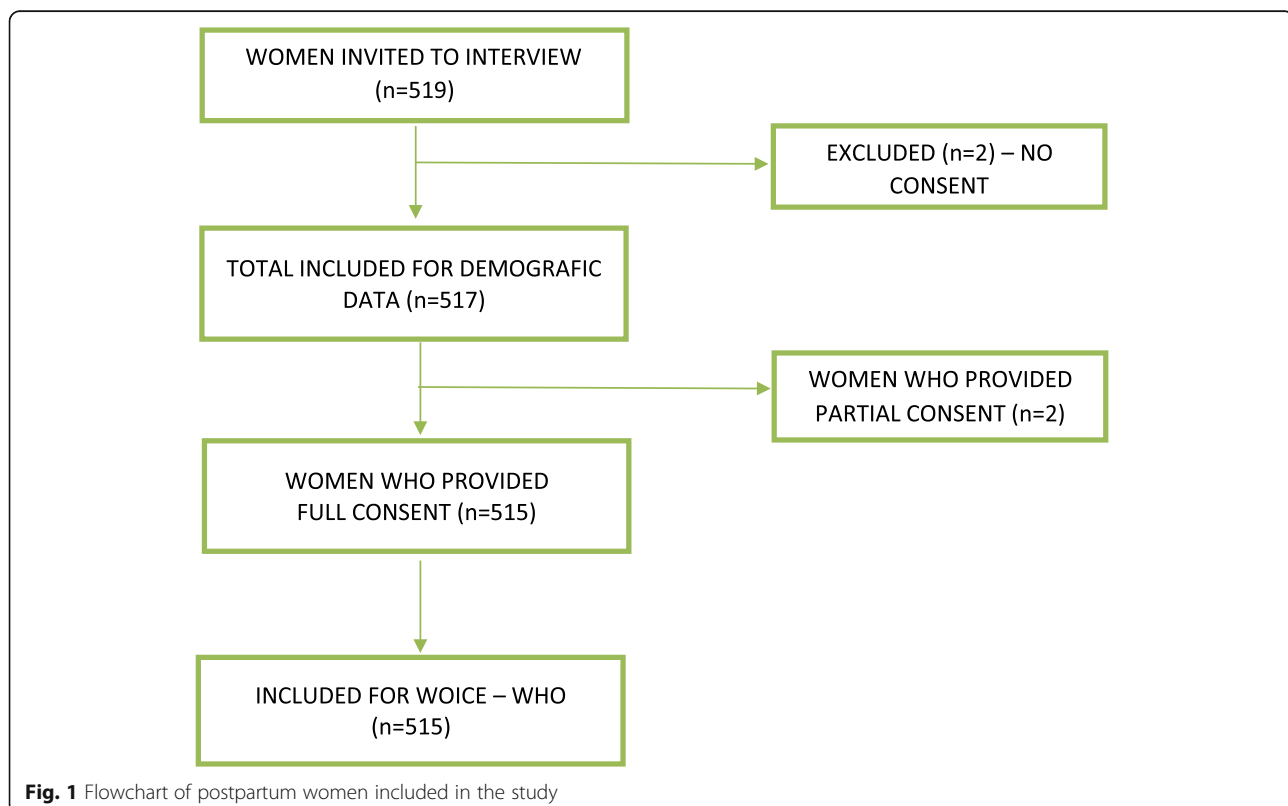 WOMEN INVITED TO INTERVIEW
(n=519)
EXCLUDED (n=2) – NO
CONSENT
TOTAL INCLUDED FOR DEMOGRAFIC
DATA (n=517)
WOMEN WHO PROVIDED
PARTIAL CONSENT (n=2)
WOMEN WHO PROVIDED
FULL CONSENT (n=515)
INCLUDED FOR WOICE – WHO
(n=515)
Fig. 1 Flowchart of postpartum women included in the study